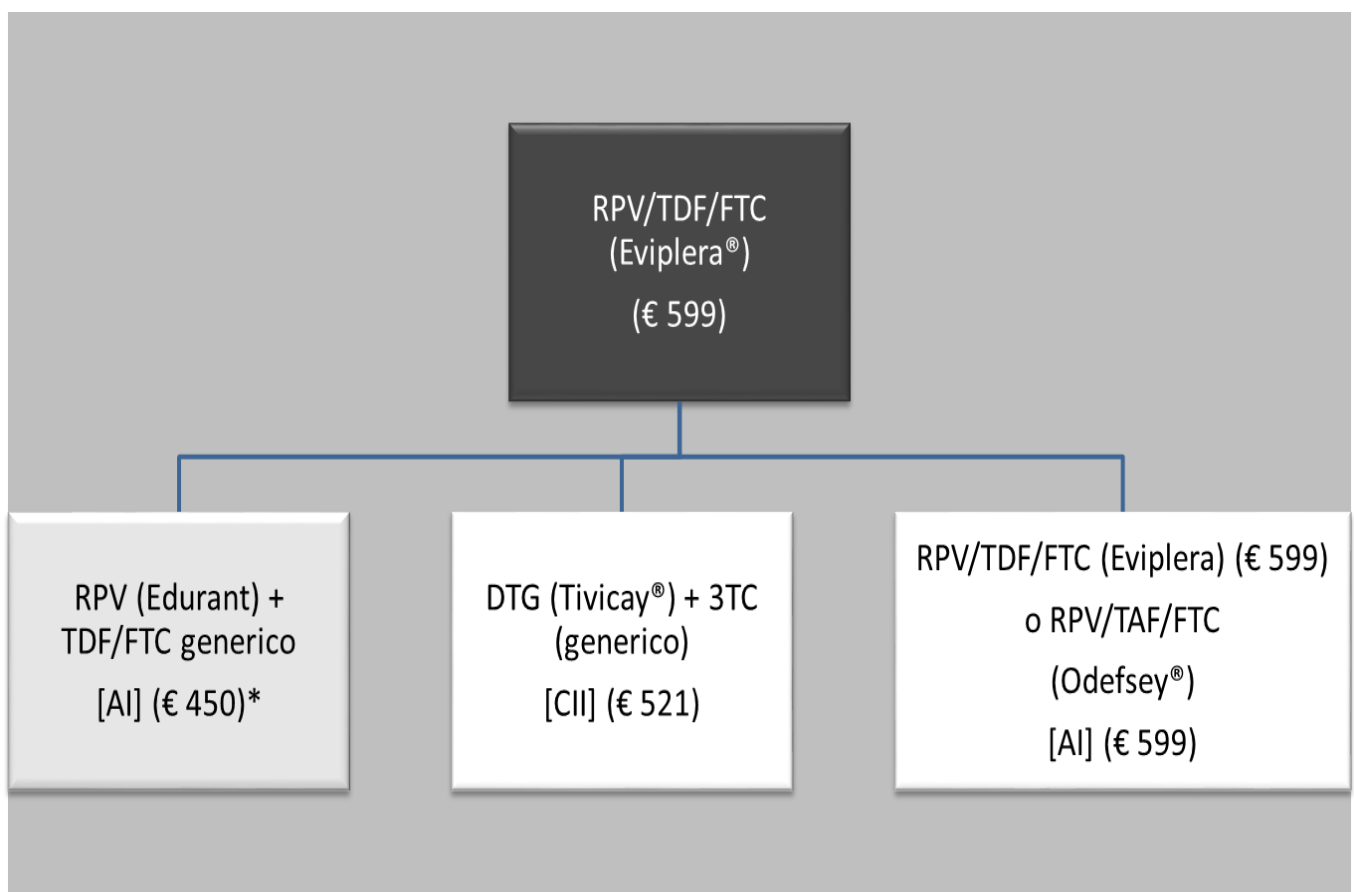 RPV/TDF/FTC
(Eviplera®)
(€ 599)
RPV (Edurant) +
TDF/FTC generico
[AI] (€ 450)*
DTG (Tivicay®) + 3TC
(generico)
[CII] (€ 521)
RPV/TDF/FTC (Eviplera) (€ 599)
o RPV/TAF/FTC
(Odefsey®)
[AI] (€ 599)